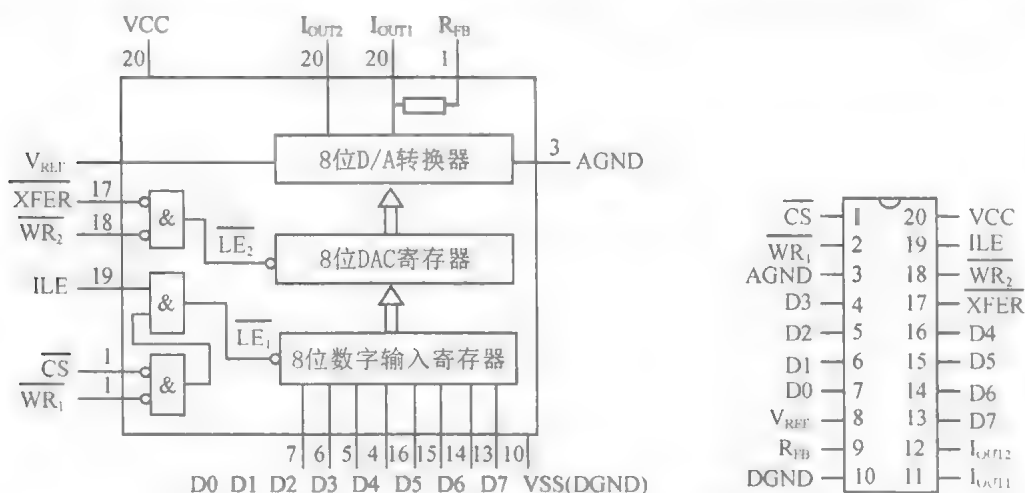 VCC I_OUT2 I_OUT1 R_FB
20 20 20 1
V_REF 8位D/A转换器 3 AGND
XFER 17 &
WR₂ 18 LE₂ 8位DAC寄存器
ILE 19 & LE₁ 8位数字输入寄存器
CS 1 &
WR₁ 1
7 6 5 4 16 15 14 13 10
D0 D1 D2 D3 D4 D5 D6 D7 VSS(DGND)
CS 1 20 VCC
WR₁ 2 19 ILE
AGND 3 18 WR₂
D3 4 17 XFER
D2 5 16 D4
D1 6 15 D5
D0 7 14 D6
V_REF 8 13 D7
R_FB 9 12 I_OUT2
DGND 10 11 I_OUT1